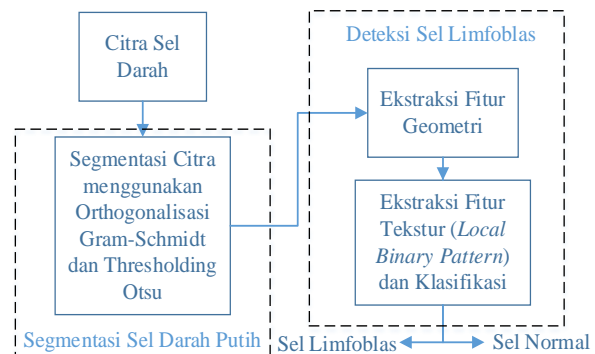 Citra Sel
Darah
Segmentasi Citra
menggunakan
Orthogonalisasi
Gram-Schmidt
dan Thresholding
Otsu
Segmentasi Sel Darah Putih
Deteksi Sel Limfoblas
Ekstraksi Fitur
Geometri
Ekstraksi Fitur
Tekstur (Local
Binary Pattern)
dan Klasifikasi
Sel Limfoblas
Sel Normal